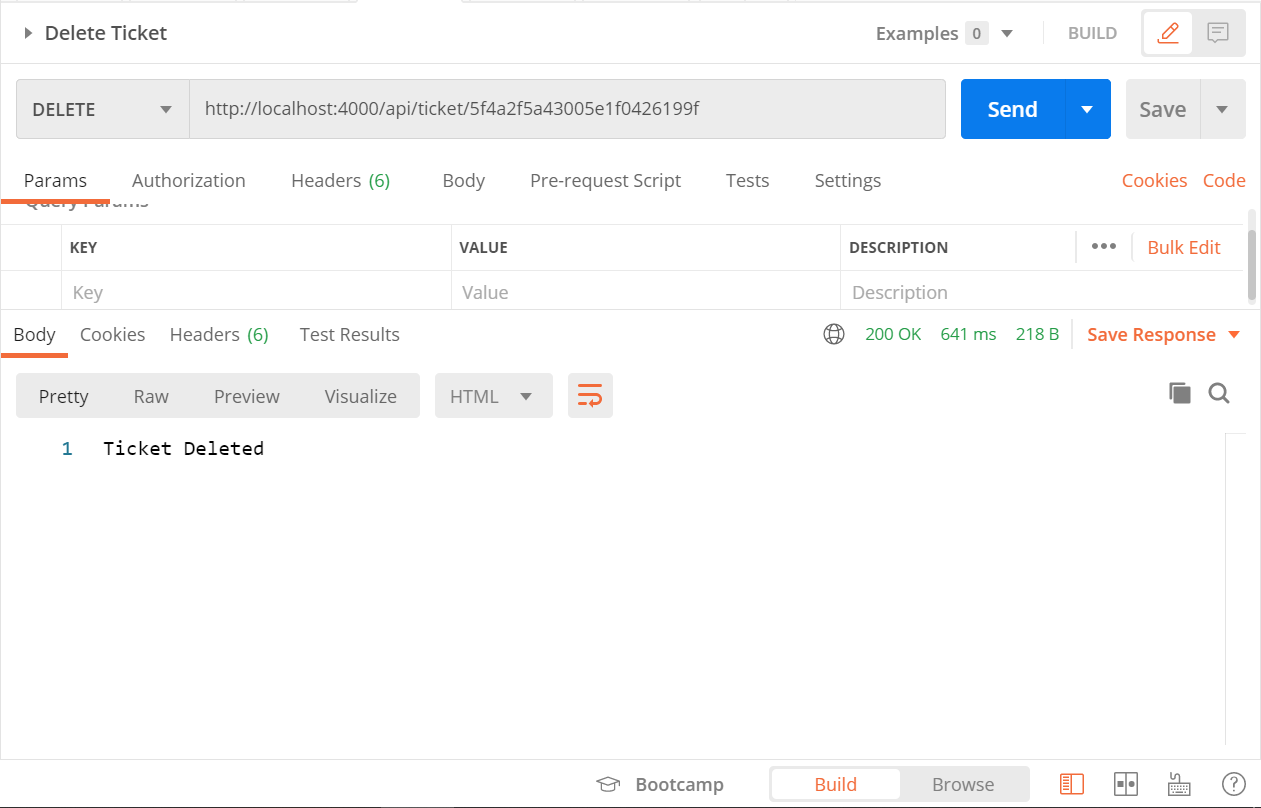 Delete Ticket Examples 0 BUILD
DELETE http://localhost:4000/api/ticket/5f4a2f5a43005e1f0426199f Send Save
Params Authorization Headers (6) Body Pre-request Script Tests Settings Cookies Code
Query Params
KEY VALUE DESCRIPTION ••• Bulk Edit
Key Value Description
Body Cookies Headers (6) Test Results 200 OK 641 ms 218 B Save Response
Pretty Raw Preview Visualize HTML
1 Ticket Deleted
Bootcamp Build Browse ?